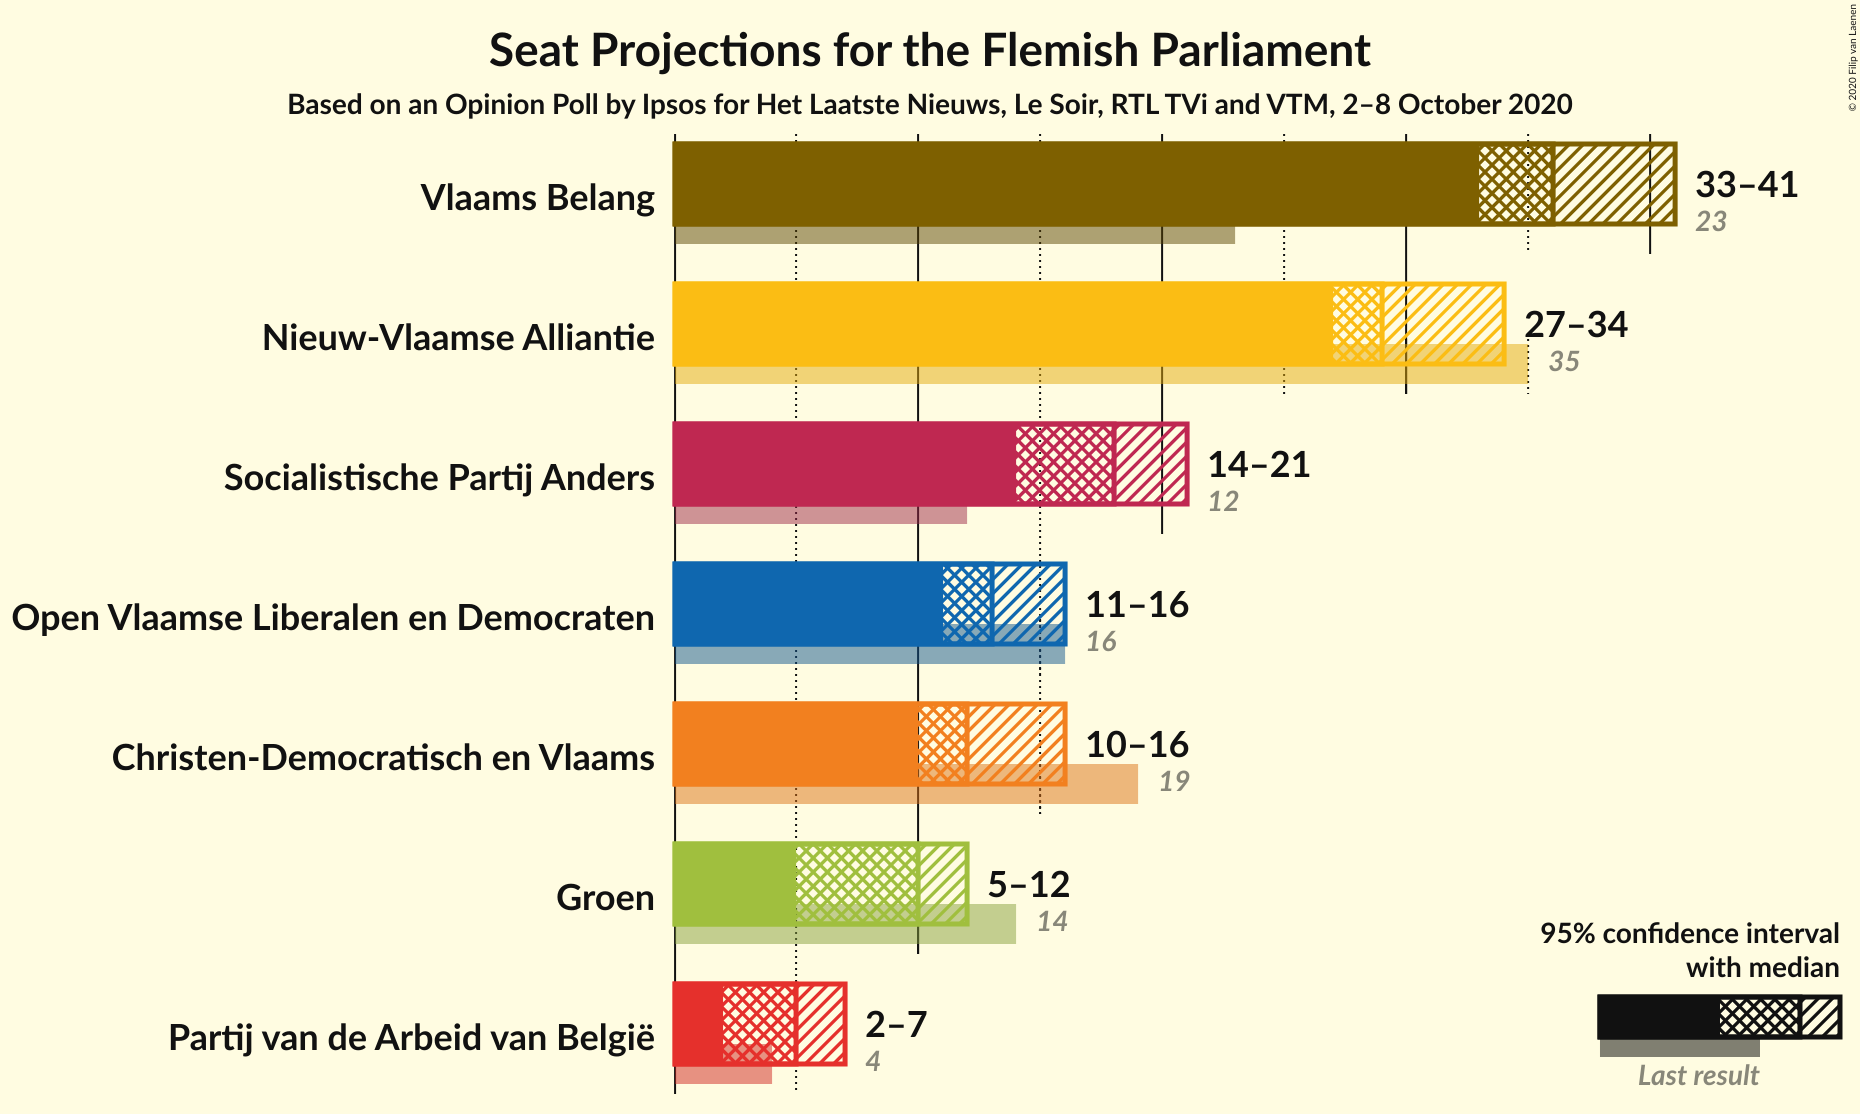 Seat Projections for the Flemish Parliament
Based on an Opinion Poll by Ipsos for Het Laatste Nieuws, Le Soir, RTL TVi and VTM, 2–8 October 2020
© 2020 Filip van Laenen
Vlaams Belang
33–41
23
Nieuw-Vlaamse Alliantie
27–34
35
Socialistische Partij Anders
14–21
12
Open Vlaamse Liberalen en Democraten
11–16
16
Christen-Democratisch en Vlaams
10–16
19
Groen
5–12
14
Partij van de Arbeid van België
2–7
4
95% confidence interval
with median
Last result